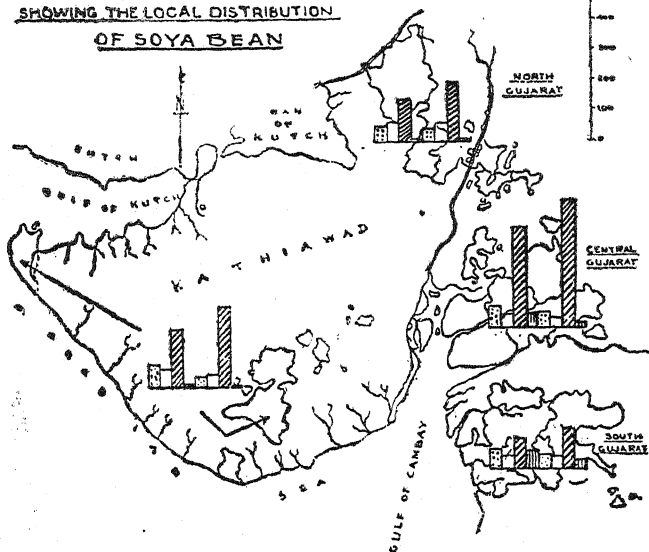 SHOWING THE LOCAL DISTRIBUTION
OF SOYA BEAN
400
300
200
100
0
NORTH
GUJARAT
N
RAN
OF
KUTCH
KUTCH
GULF OF KUTCH
KATHIAWAD
CENTRAL
GUJARAT
ARABIAN
SEA
GULF OF CAMBAY
SOUTH
GUJARAT